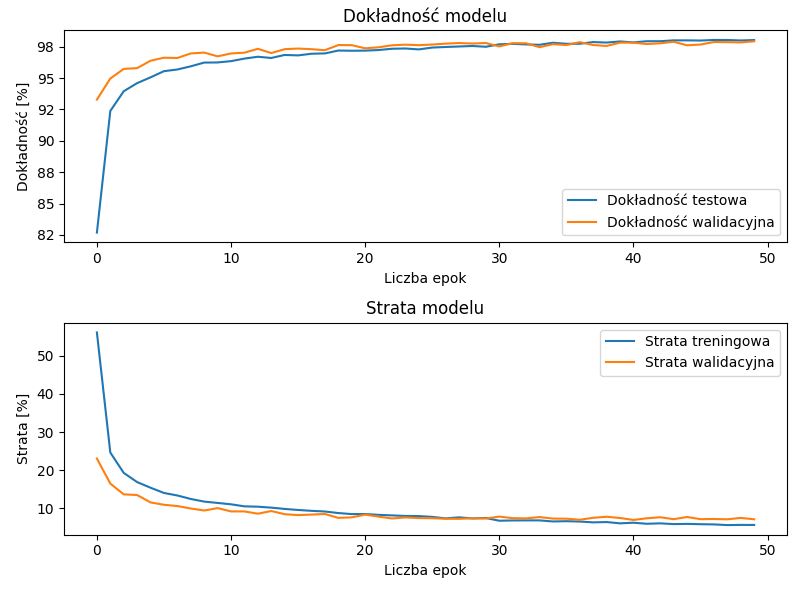 Dokładność modelu
Dokładność [%]
98
95
92
90
88
85
82
0 10 20 30 40 50
Liczba epok
Dokładność testowa
Dokładność walidacyjna
Strata modelu
Strata [%]
50
40
30
20
10
0 10 20 30 40 50
Liczba epok
Strata treningowa
Strata walidacyjna